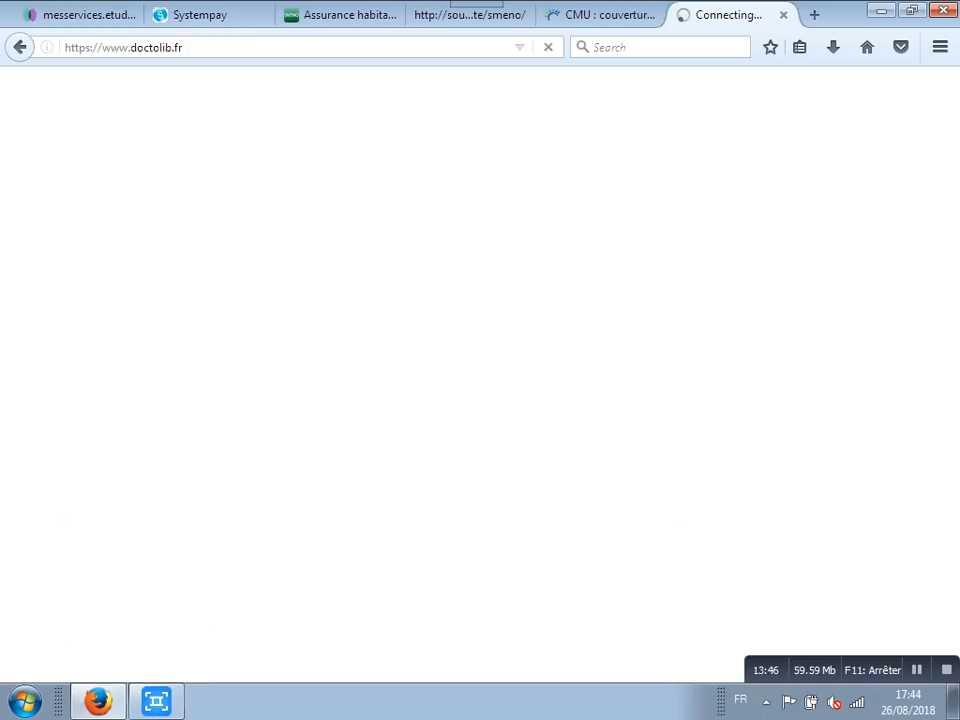 messervices.etud...
Systempay
Assurance habita...
http://sou...te/smeno/
CMU : couvertur...
Connecting...
https://www.doctolib.fr
Search
13:46
59.59 Mb
F11: Arrêter
FR
17:44
26/08/2018